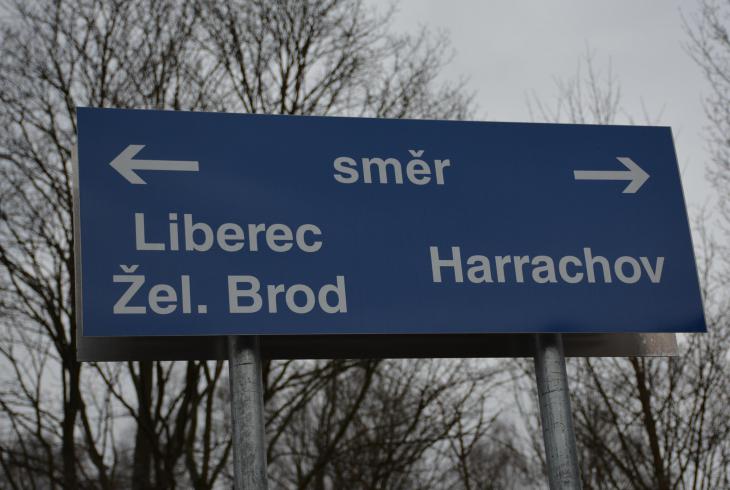 směr
Liberec
Žel. Brod
Harrachov